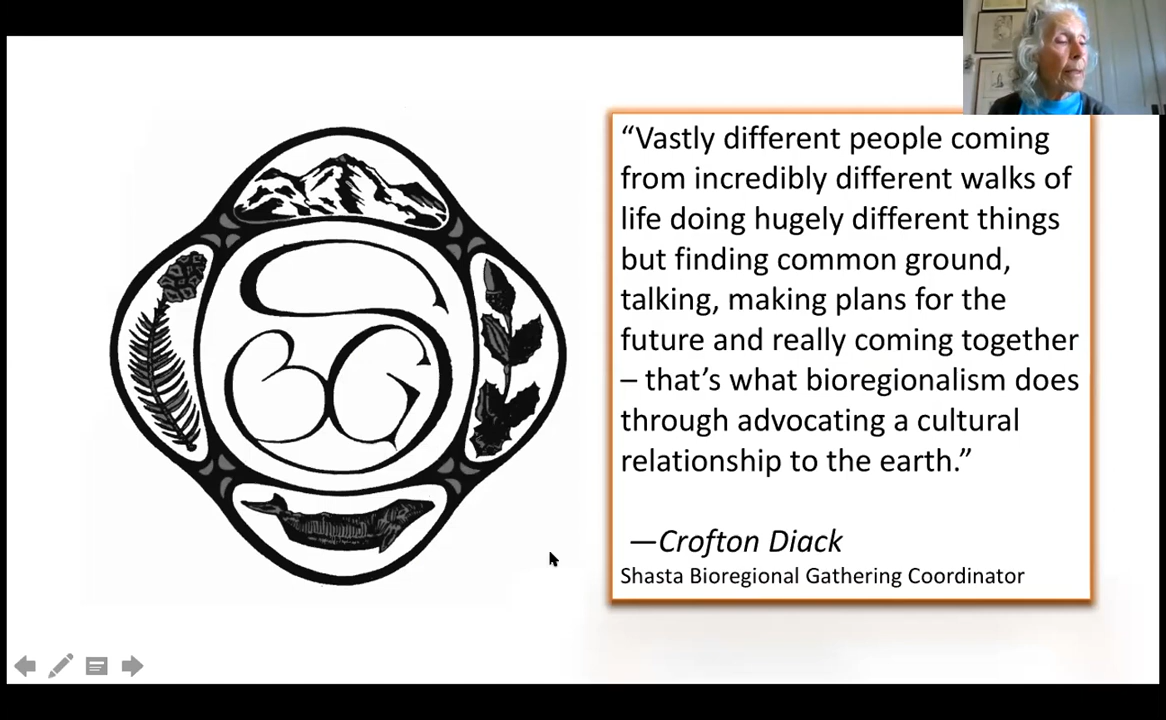 SBG
“Vastly different people coming
from incredibly different walks of
life doing hugely different things
but finding common ground,
talking, making plans for the
future and really coming together
– that’s what bioregionalism does
through advocating a cultural
relationship to the earth.”
—Crofton Diack
Shasta Bioregional Gathering Coordinator